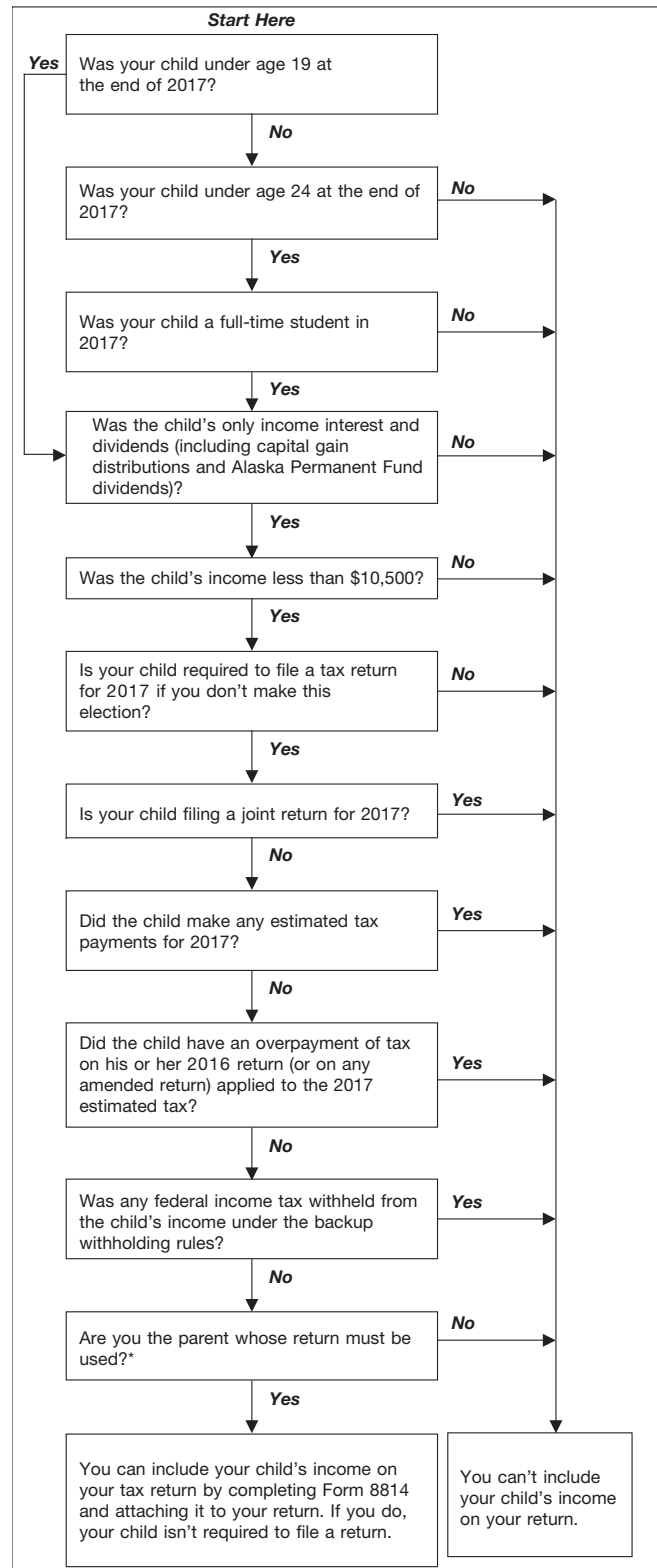 Start Here
Yes
Was your child under age 19 at
the end of 2017?
No
Was your child under age 24 at the end of
2017?
No
Yes
Was your child a full-time student in
2017?
No
Yes
Was the child's only income interest and
dividends (including capital gain
distributions and Alaska Permanent Fund
dividends)?
No
Yes
Was the child's income less than $10,500?
No
Yes
Is your child required to file a tax return
for 2017 if you don't make this
election?
No
Yes
Is your child filing a joint return for 2017?
Yes
No
Did the child make any estimated tax
payments for 2017?
Yes
No
Did the child have an overpayment of tax
on his or her 2016 return (or on any
amended return) applied to the 2017
estimated tax?
Yes
No
Was any federal income tax withheld from
the child's income under the backup
withholding rules?
Yes
No
Are you the parent whose return must be
used?*
No
Yes
You can include your child's income on
your tax return by completing Form 8814
and attaching it to your return. If you do,
your child isn't required to file a return.
You can't include
your child's income
on your return.